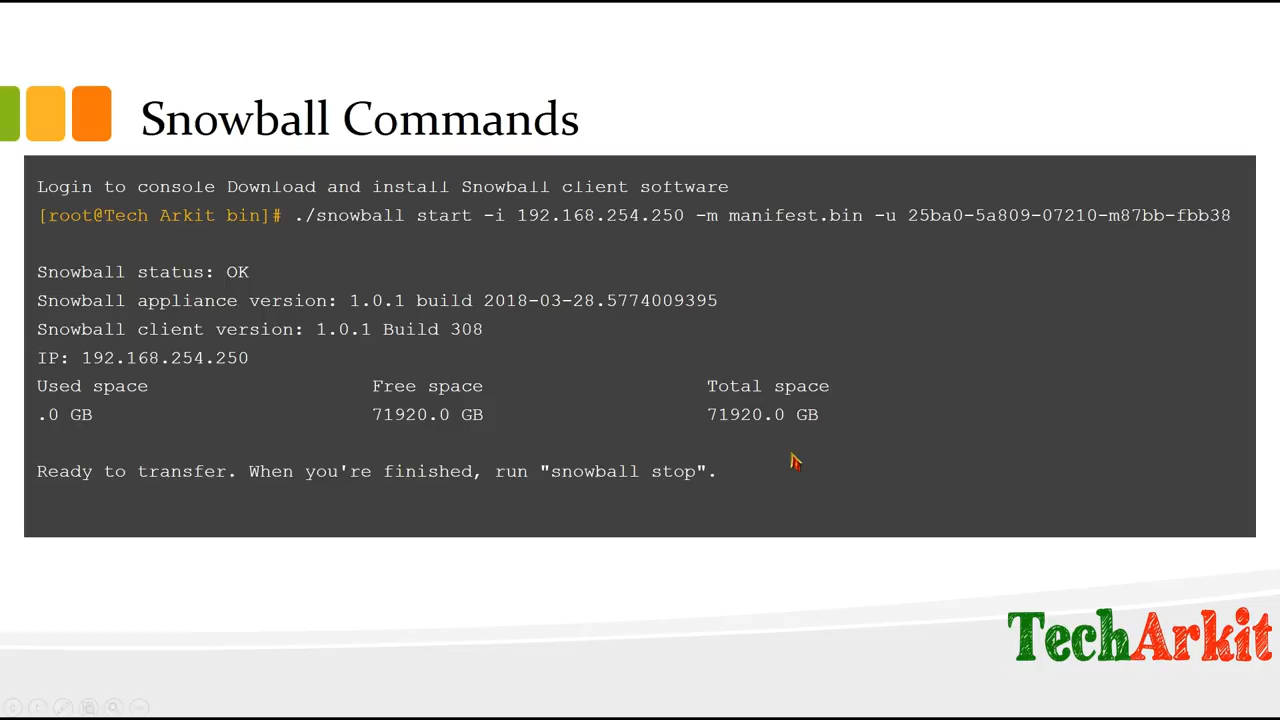 Snowball Commands
Login to console Download and install Snowball client software
[root@Tech Arkit bin]# ./snowball start -i 192.168.254.250 -m manifest.bin -u 25ba0-5a809-07210-m87bb-fbb38
Snowball status: OK
Snowball appliance version: 1.0.1 build 2018-03-28.5774009395
Snowball client version: 1.0.1 Build 308
IP: 192.168.254.250
Used space Free space Total space
.0 GB 71920.0 GB 71920.0 GB
Ready to transfer. When you're finished, run "snowball stop".
TechArkit